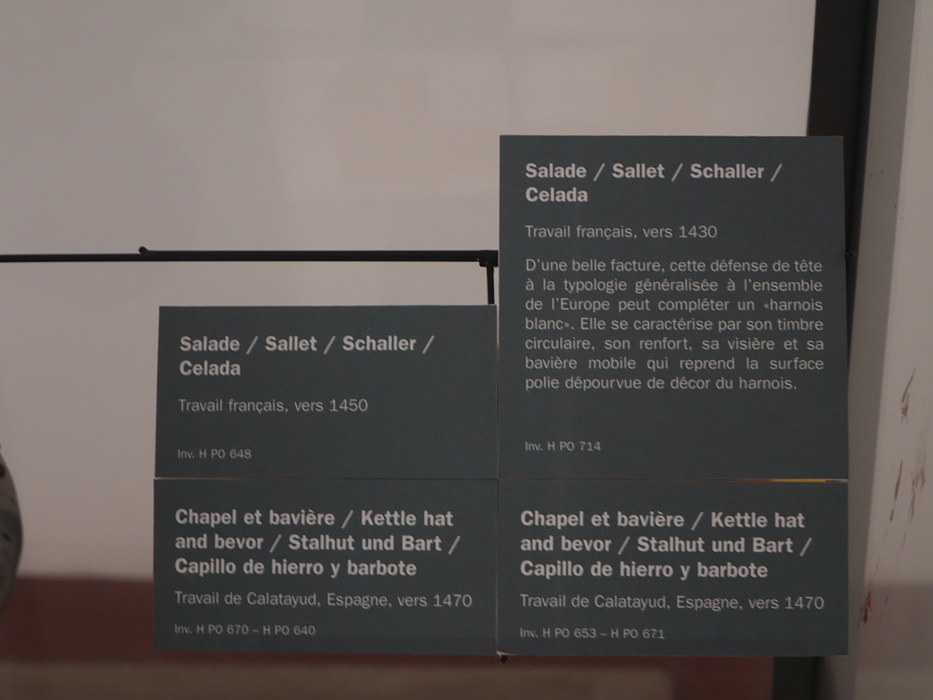 Salade / Sallet / Schaller /
Celada
Travail français, vers 1430
D'une belle facture, cette défense de tête
à la typologie généralisée à l'ensemble
de l'Europe peut compléter un «harnois
blanc». Elle se caractérise par son timbre
circulaire, son renfort, sa visière et sa
bavière mobile qui reprend la surface
polie dépourvue de décor du harnois.
Inv. H PO 714
Salade / Sallet / Schaller /
Celada
Travail français, vers 1450
Inv. H PO 648
Chapel et bavière / Kettle hat
and bevor / Stalhut und Bart /
Capillo de hierro y barbote
Travail de Calatayud, Espagne, vers 1470
Inv. H PO 670 – H PO 640
Chapel et bavière / Kettle hat
and bevor / Stalhut und Bart /
Capillo de hierro y barbote
Travail de Calatayud, Espagne, vers 1470
Inv. H PO 653 – H PO 671